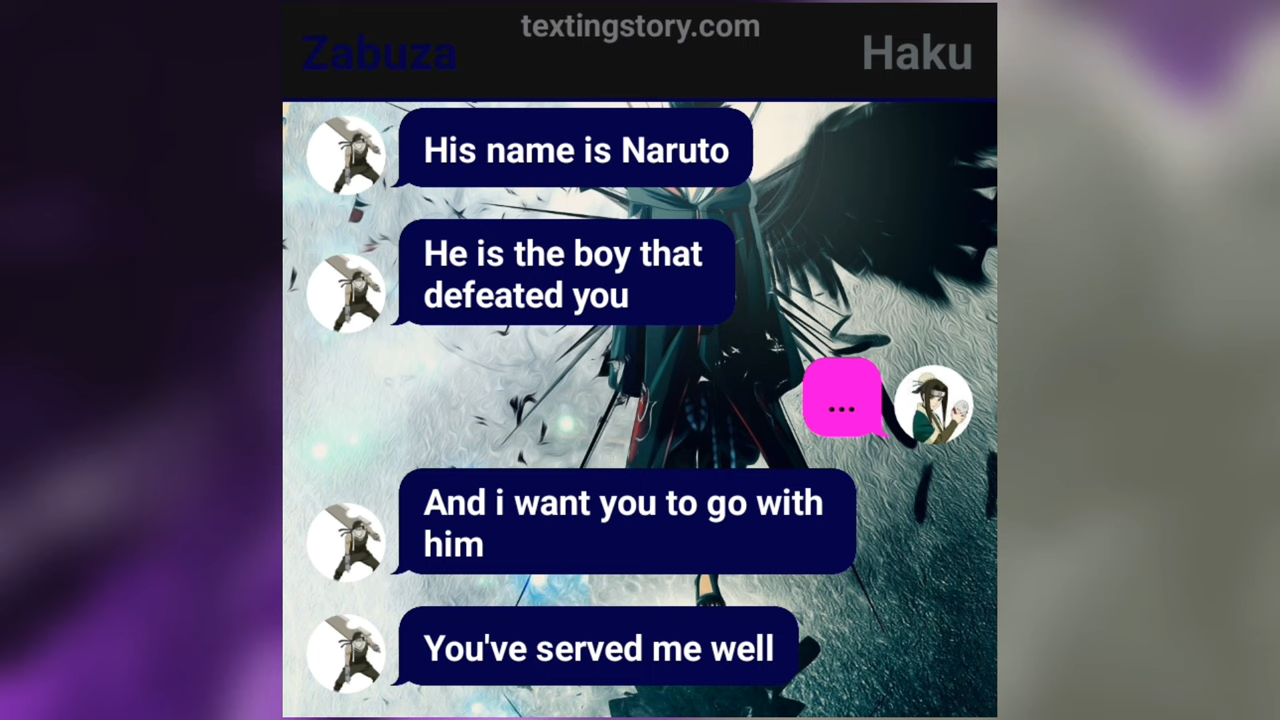 textingstory.com
Zabuza
Haku
His name is Naruto
He is the boy that
defeated you
...
And i want you to go with
him
You've served me well